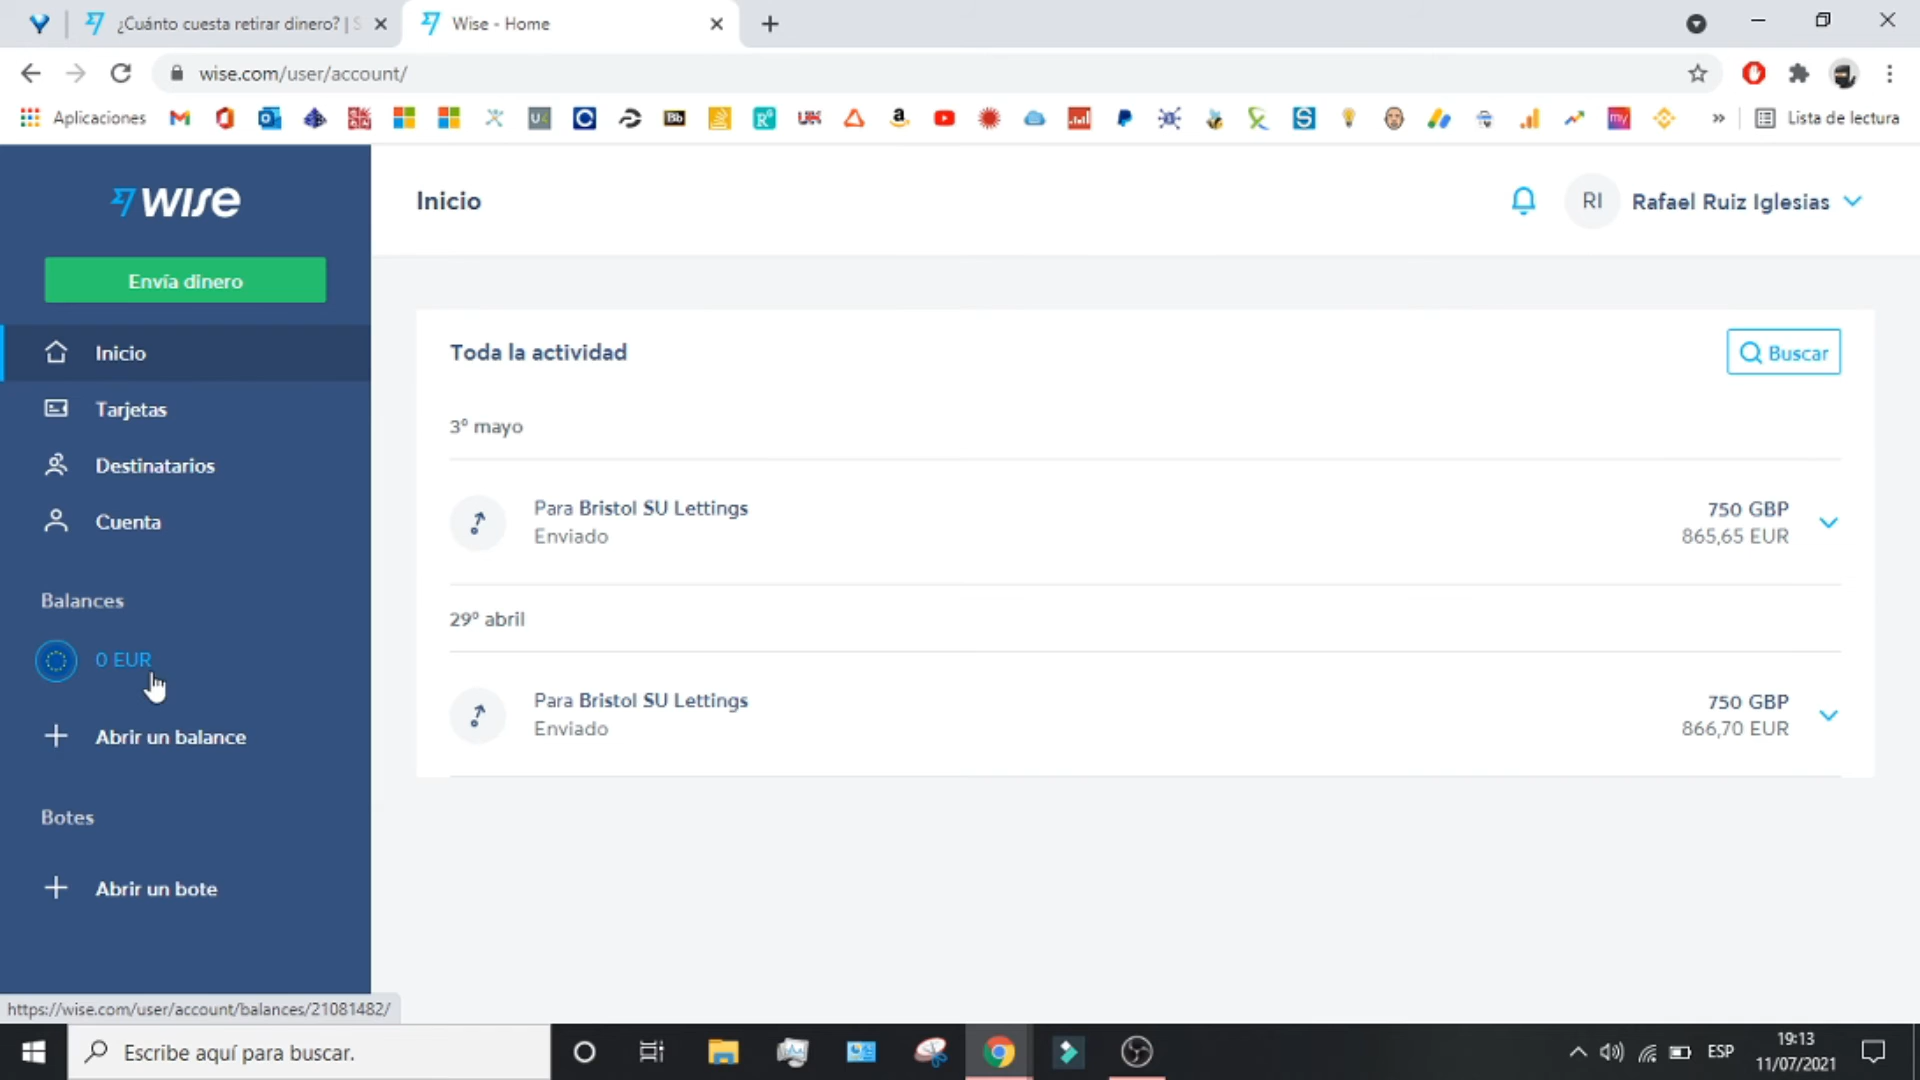 ¿Cuánto cuesta retirar dinero? | S
Wise - Home
wise.com/user/account/
Aplicaciones
Bb
my
Lista de lectura
WISE
Inicio
RI
Rafael Ruiz Iglesias
Envía dinero
Inicio
Tarjetas
Destinatarios
Cuenta
Balances
0 EUR
Abrir un balance
Botes
Abrir un bote
Toda la actividad
Buscar
3º mayo
Para Bristol SU Lettings
750 GBP
Enviado
865,65 EUR
29º abril
Para Bristol SU Lettings
750 GBP
Enviado
866,70 EUR
https://wise.com/user/account/balances/21081482/
Escribe aquí para buscar.
ESP
19:13
11/07/2021